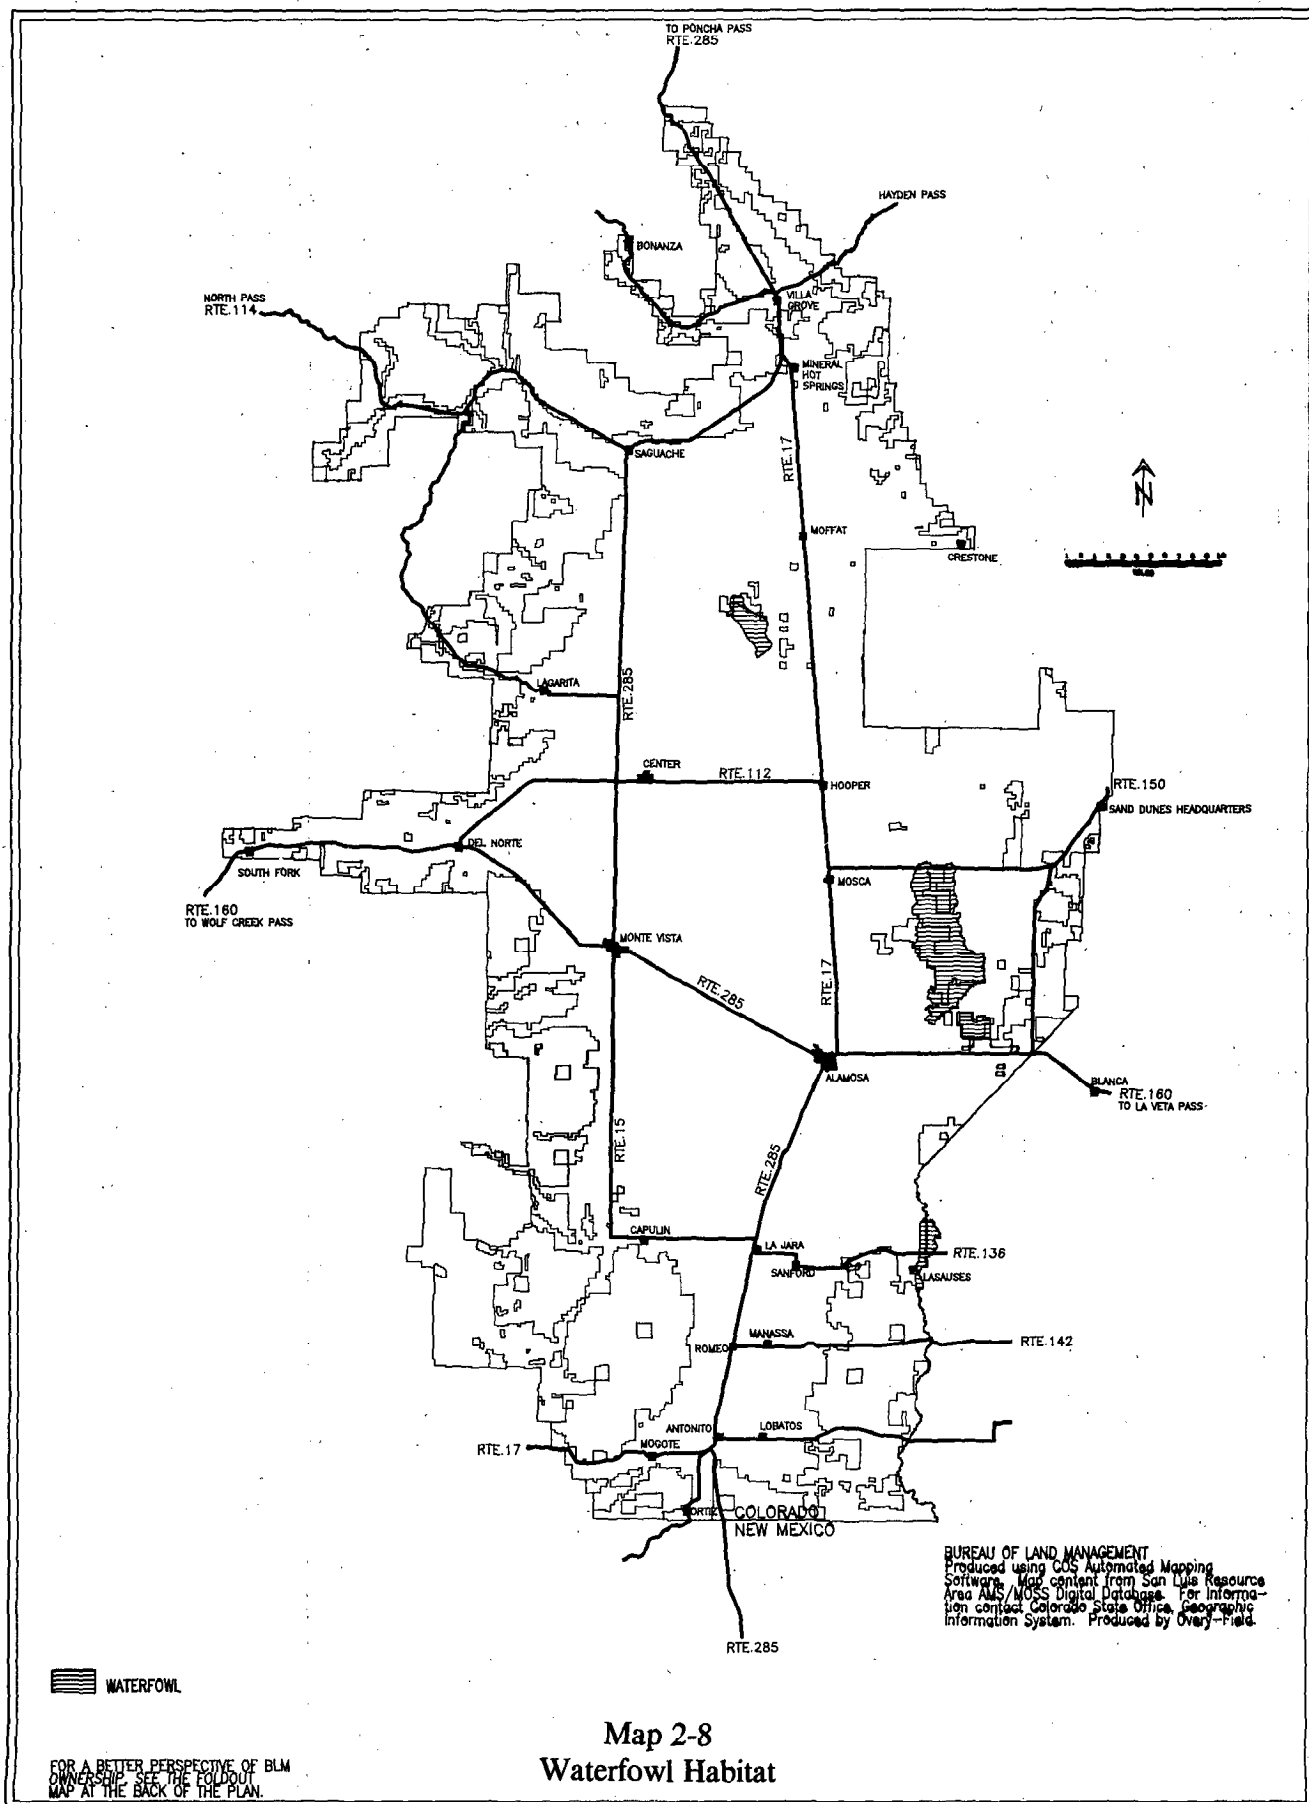 TO PONCHA PASS
RTE.285
HAYDEN PASS
BONANZA
NORTH PASS
RTE.114
VILLA
GROVE
MINERAL
HOT
SPRINGS
SAGUACHE
RTE.17
N
MOFFAT
CRESTONE
LAGARITA
RTE.285
CENTER
RTE.112
HOOPER
RTE.150
SAND DUNES HEADQUARTERS
DEL NORTE
SOUTH FORK
MOSCA
RTE.160
TO WOLF CREEK PASS
MONTE VISTA
RTE.285
RTE.17
ALAMOSA
BLANCA
RTE.160
TO LA VETA PASS
RTE.15
RTE.285
CAPULIN
LA JARA
RTE.136
SANFORD
LASAUSES
MANASSA
RTE.142
ROMEO
ANTONITO
LOBATOS
RTE.17
MOGOTE
ORTIZ
COLORADO
NEW MEXICO
BUREAU OF LAND MANAGEMENT
Produced using COS Automated Mapping
Software. Map content from San Luis Resource
Area AMS/MOSS Digital Database. For Informa-
tion contact Colorado State Office, Geographic
Information System. Produced by Overy-Field.
RTE.285
WATERFOWL
Map 2-8
Waterfowl Habitat
FOR A BETTER PERSPECTIVE OF BLM
OWNERSHIP, SEE THE FOLDOUT
MAP AT THE BACK OF THE PLAN.